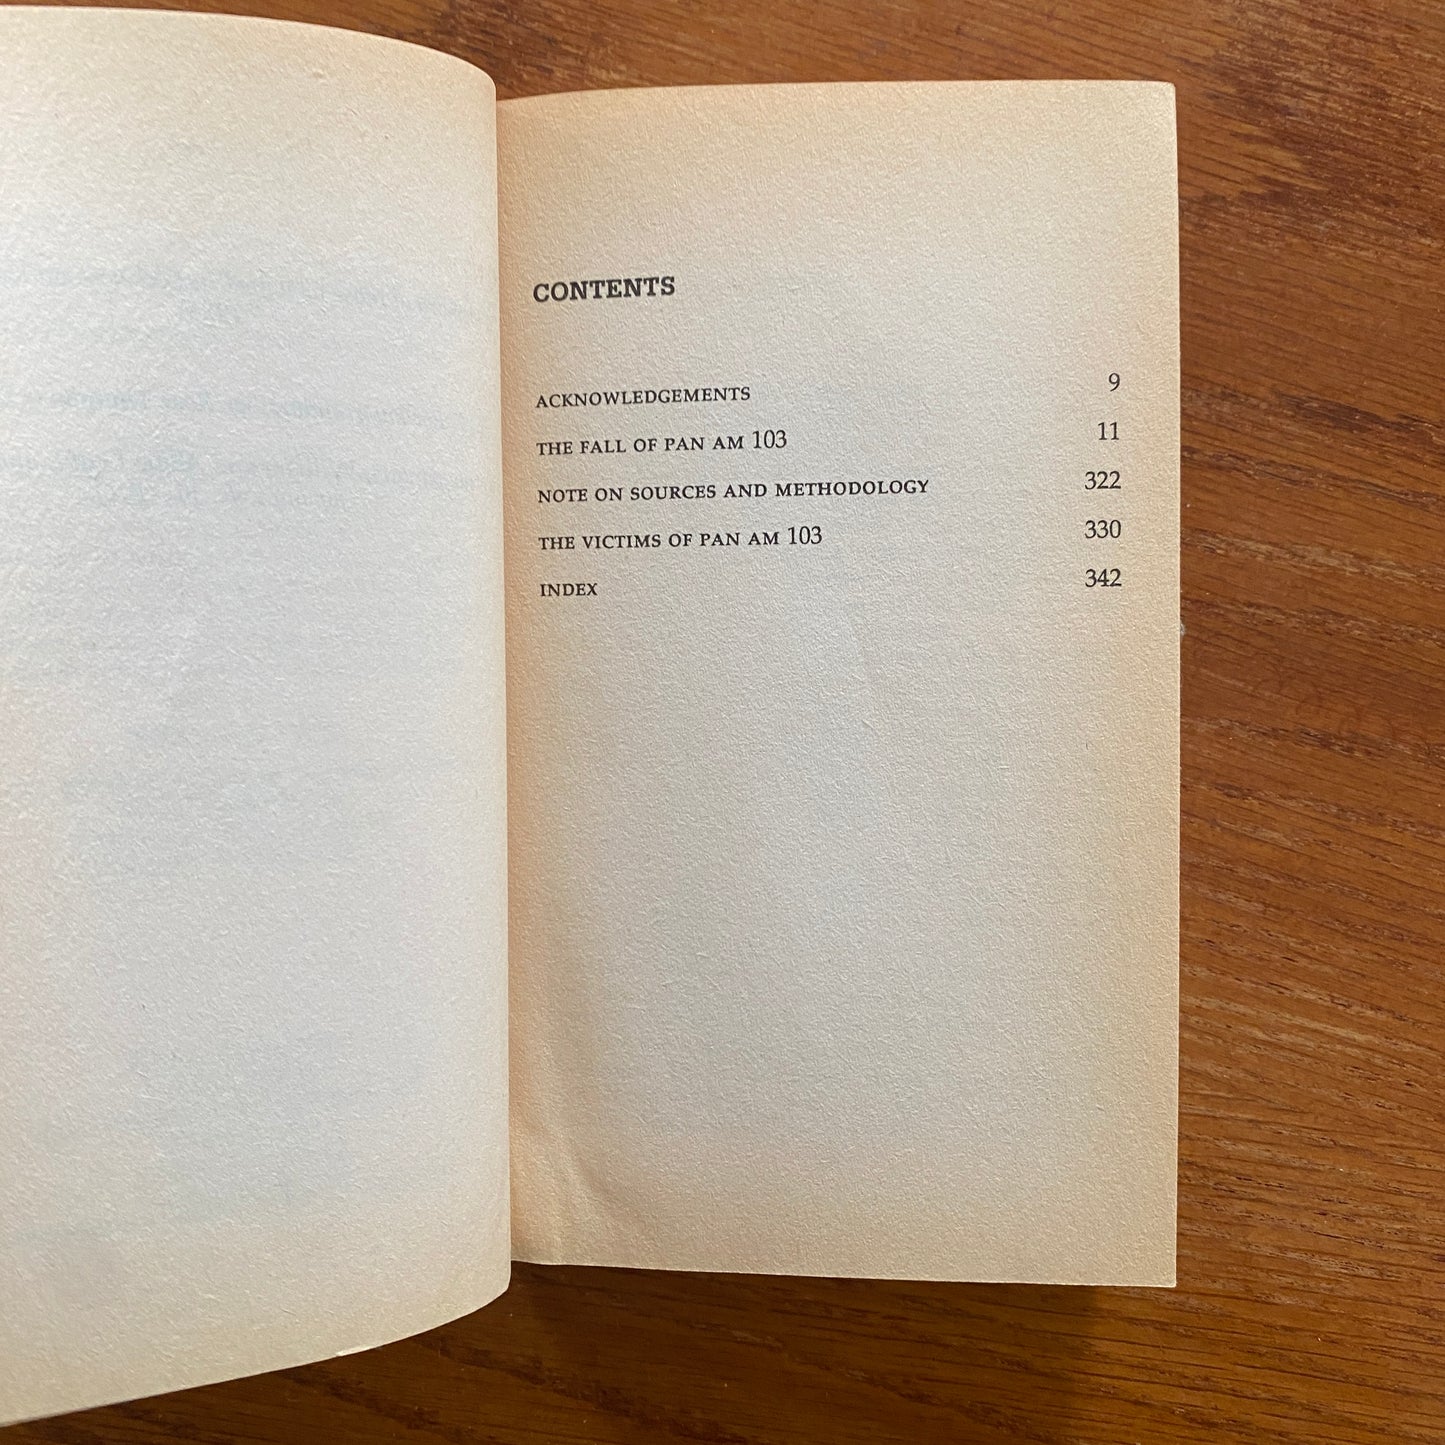 CONTENTS
ACKNOWLEDGEMENTS 9
THE FALL OF PAN AM 103 11
NOTE ON SOURCES AND METHODOLOGY 322
THE VICTIMS OF PAN AM 103 330
INDEX 342